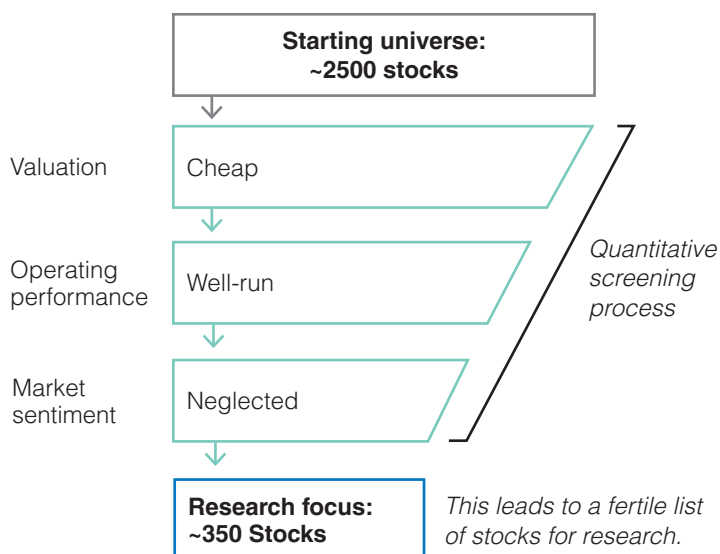 Starting universe:
~2500 stocks
Valuation
Cheap
Operating
performance
Well-run
Quantitative
screening
process
Market
sentiment
Neglected
Research focus:
~350 Stocks
This leads to a fertile list
of stocks for research.